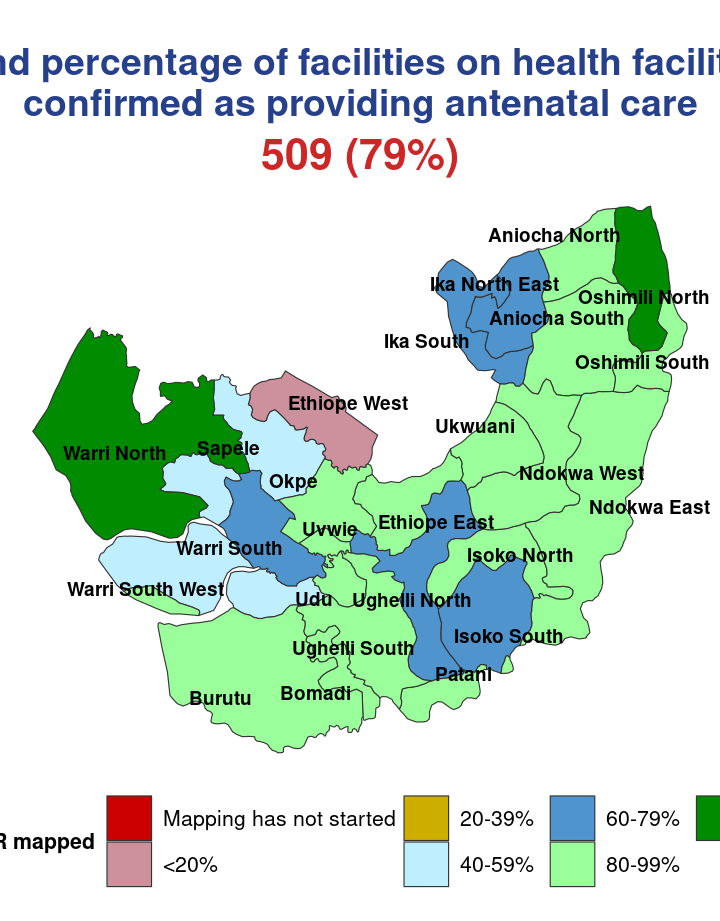 nd percentage of facilities on health facilit
confirmed as providing antenatal care
509 (79%)
Aniocha North
Ika North East
Oshimili North
Aniocha South
Ika South
Oshimili South
Ethiope West
Ukwuani
Sapele
Warri North
Ndokwa West
Okpe
Ndokwa East
Ethiope East
Uvwie
Warri South
Isoko North
Warri South West
Udu
Ughelli North
Isoko South
Ughelli South
Patani
Bomadi
Burutu
R mapped
Mapping has not started
20-39%
60-79%
<20%
40-59%
80-99%